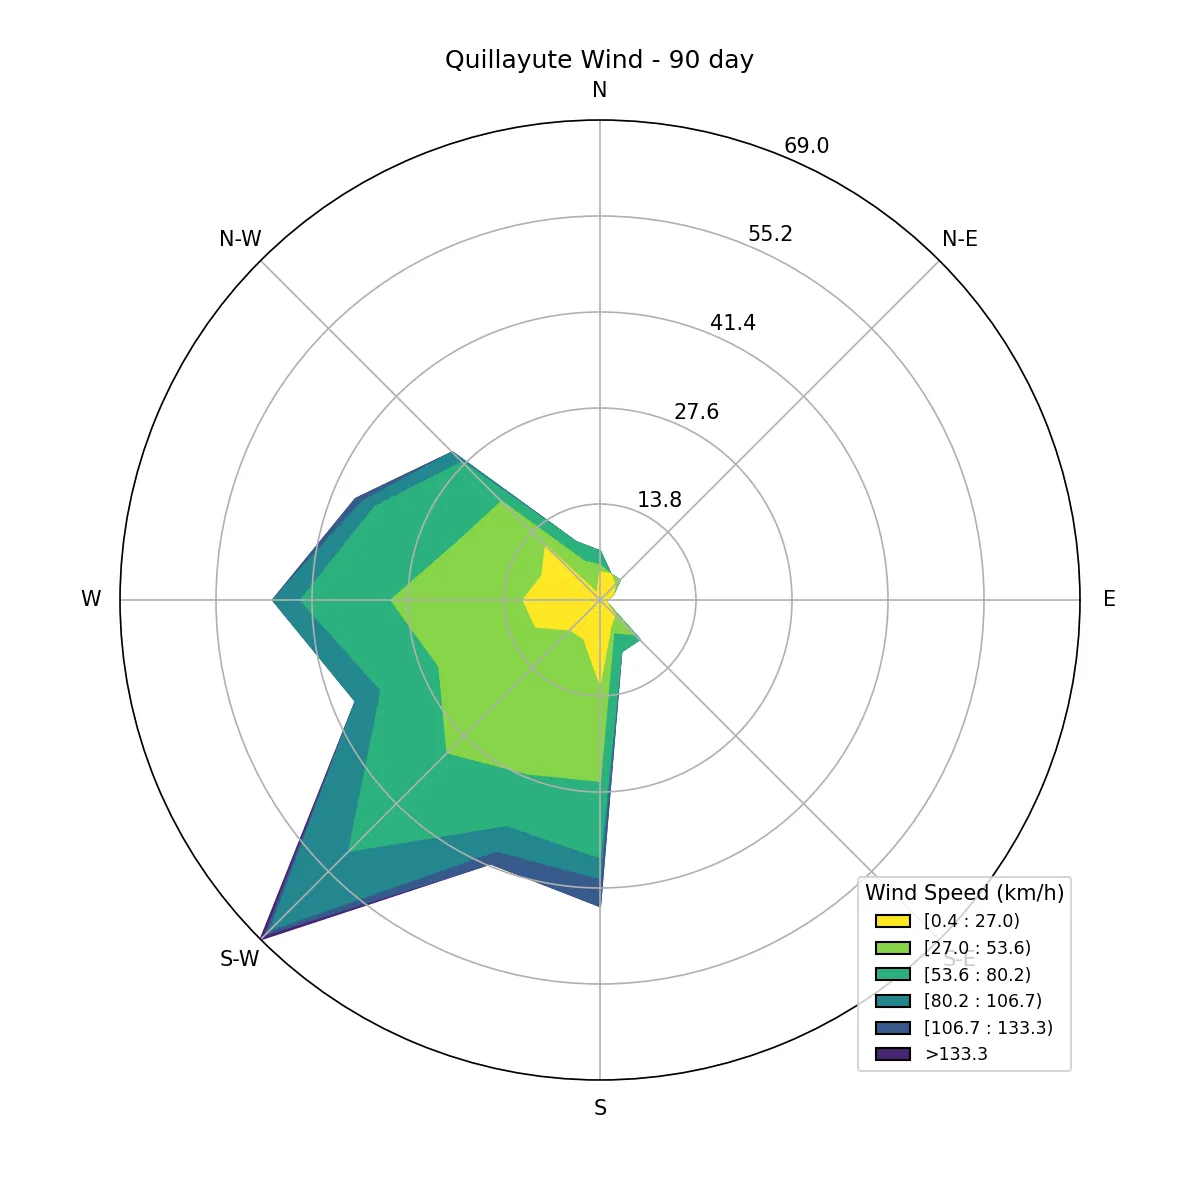 Quillayute Wind - 90 day
N
69.0
55.2
N-W
N-E
41.4
27.6
13.8
W
E
S-W
S-E
Wind Speed (km/h)
[0.4 : 27.0)
[27.0 : 53.6)
[53.6 : 80.2)
[80.2 : 106.7)
[106.7 : 133.3)
>133.3
S